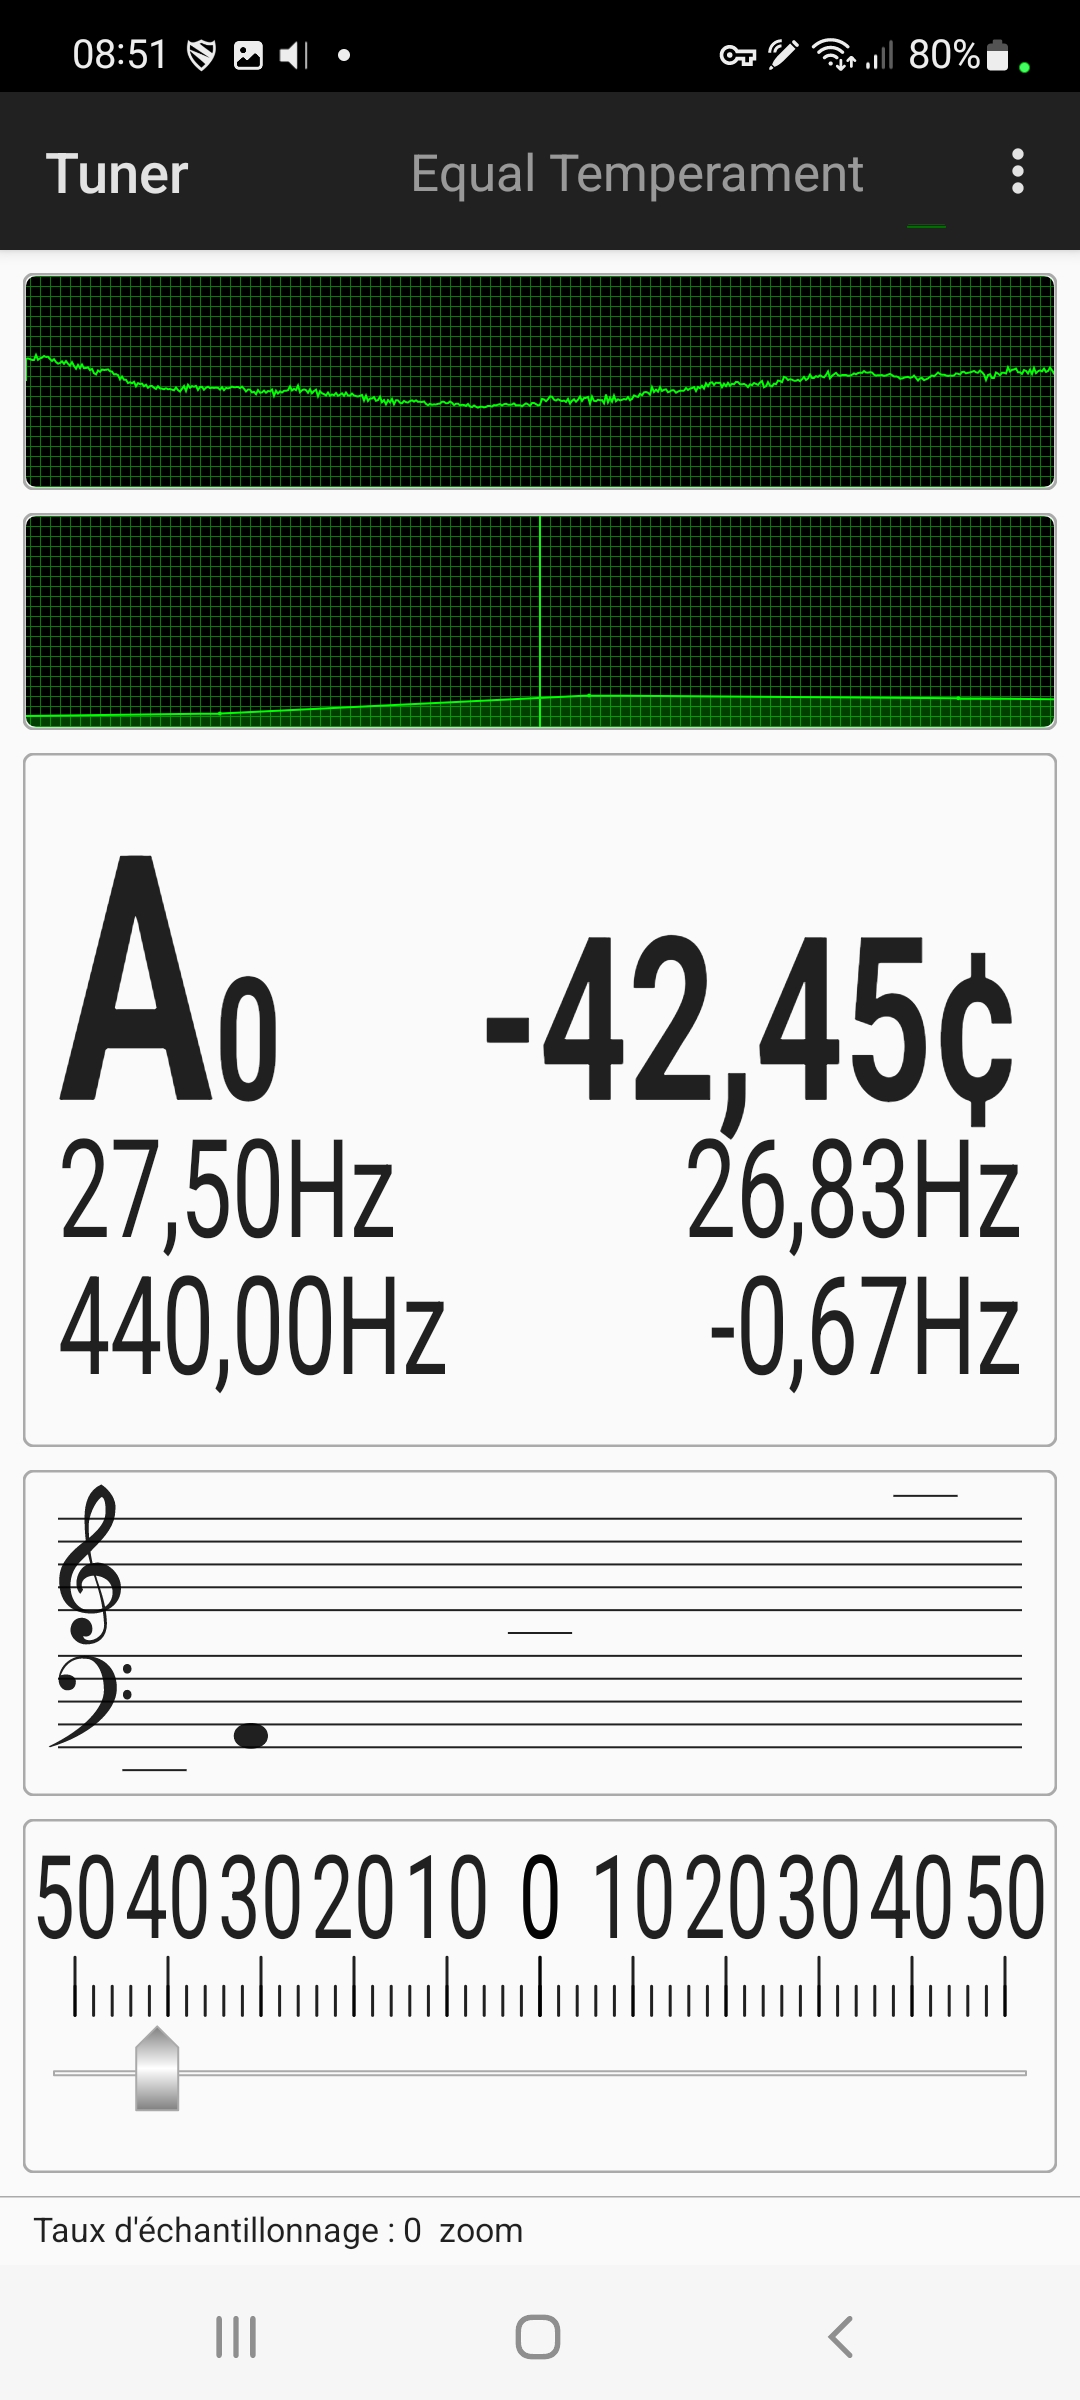 08:51 80%
Tuner Equal Temperament
A0 -42,45¢
27,50Hz 26,83Hz
440,00Hz -0,67Hz
50 40 30 20 10 0 10 20 30 40 50
Taux d'échantillonnage : 0 zoom